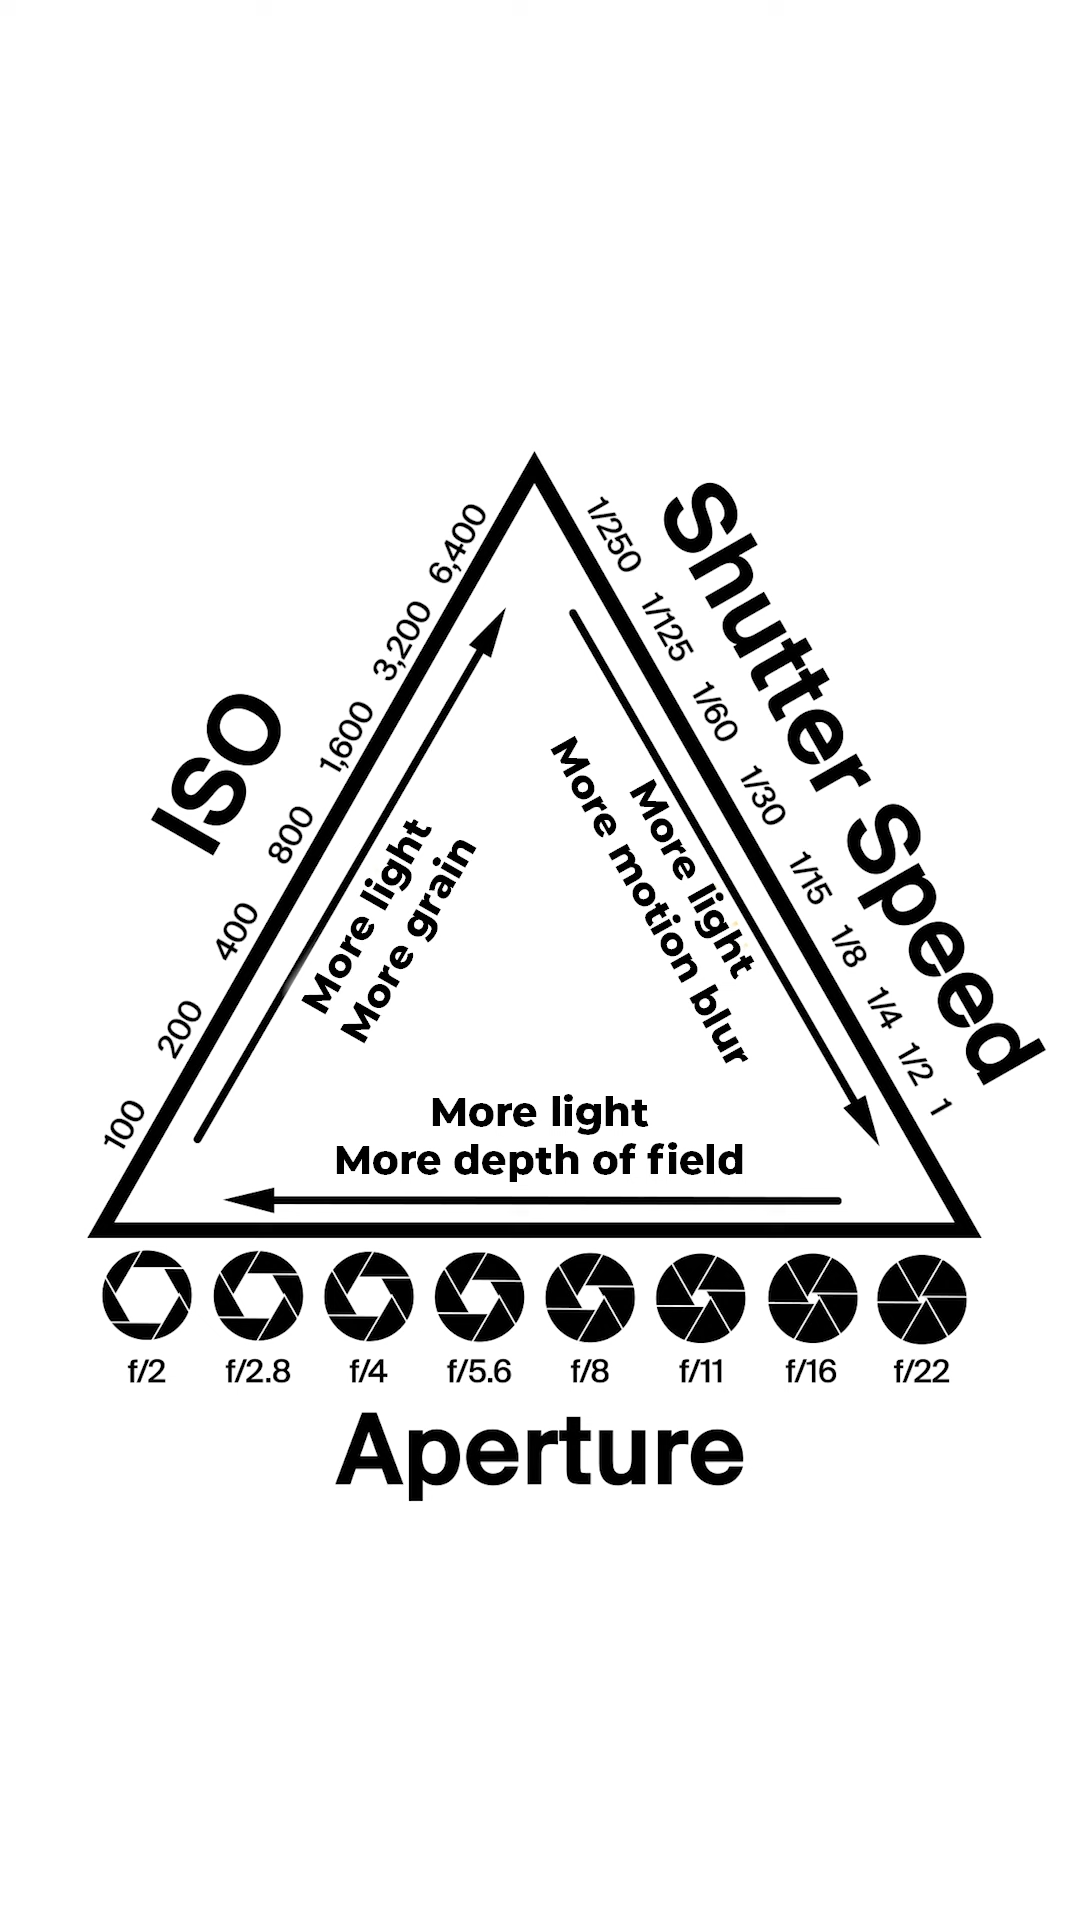 ISO
100
200
400
800
1,600
3,200
6,400
More light
More grain
Shutter Speed
1/250
1/125
1/60
1/30
1/15
1/8
1/4
1/2
1
More light
More motion blur
More light
More depth of field
f/2 f/2.8 f/4 f/5.6 f/8 f/11 f/16 f/22
Aperture